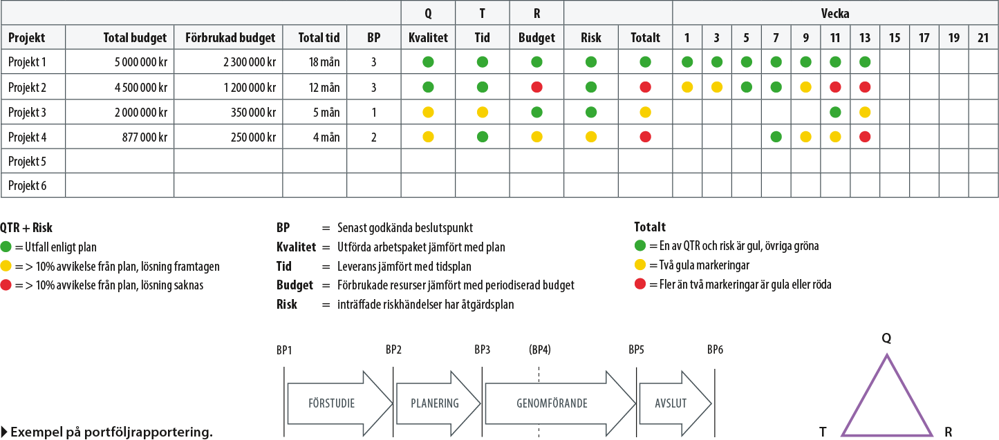 Q T R Vecka
Projekt Total budget Förbrukad budget Total tid BP Kvalitet Tid Budget Risk Totalt 1 3 5 7 9 11 13 15 17 19 21
Projekt 1 5 000 000 kr 2 300 000 kr 18 mån 3
Projekt 2 4 500 000 kr 1 200 000 kr 12 mån 3
Projekt 3 2 000 000 kr 350 000 kr 5 mån 1
Projekt 4 877 000 kr 250 000 kr 4 mån 2
Projekt 5
Projekt 6
QTR + Risk
= Utfall enligt plan
= > 10% avvikelse från plan, lösning framtagen
= > 10% avvikelse från plan, lösning saknas
BP = Senast godkända beslutspunkt
Kvalitet = Utförda arbetspaket jämfört med plan
Tid = Leverans jämfört med tidsplan
Budget = Förbrukade resurser jämfört med periodiserad budget
Risk = inträffade riskhändelser har åtgärdsplan
Totalt
= En av QTR och risk är gul, övriga gröna
= Två gula markeringar
= Fler än två markeringar är gula eller röda
BP1 BP2 BP3 (BP4) BP5 BP6
FÖRSTUDIE PLANERING GENOMFÖRANDE AVSLUT
Q
T R
Exempel på portföljrapportering.